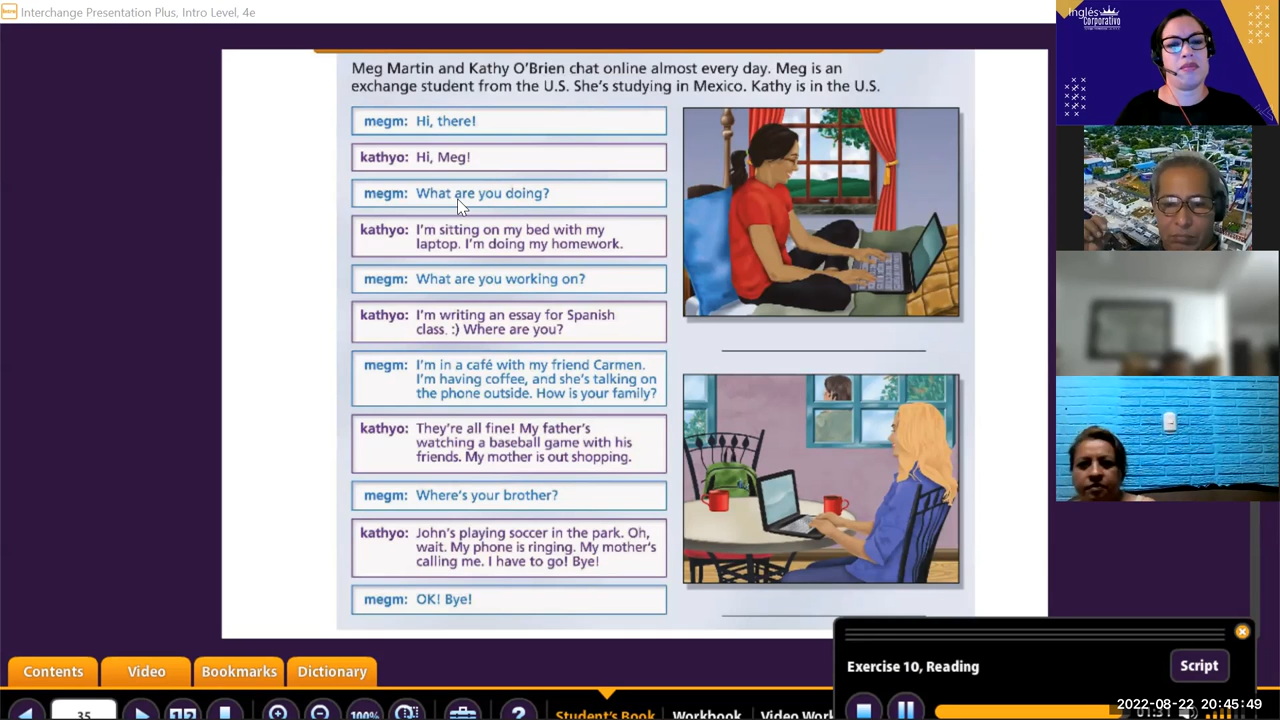 Interchange Presentation Plus, Intro Level, 4e
Inglés
Corporativo
Meg Martin and Kathy O'Brien chat online almost every day. Meg is an
exchange student from the U.S. She's studying in Mexico. Kathy is in the U.S.
megm: Hi, there!
kathyo: Hi, Meg!
megm: What are you doing?
kathyo: I'm sitting on my bed with my
laptop. I'm doing my homework.
megm: What are you working on?
kathyo: I'm writing an essay for Spanish
class. :) Where are you?
megm: I'm in a café with my friend Carmen.
I'm having coffee, and she's talking on
the phone outside. How is your family?
kathyo: They're all fine! My father's
watching a baseball game with his
friends. My mother is out shopping.
megm: Where's your brother?
kathyo: John's playing soccer in the park. Oh,
wait. My phone is ringing. My mother's
calling me. I have to go! Bye!
megm: OK! Bye!
Exercise 10, Reading
Script
Contents
Video
Bookmarks
Dictionary
35
100%
?
Student's Book
Workbook
Video Work
2022-08-22 20:45:49